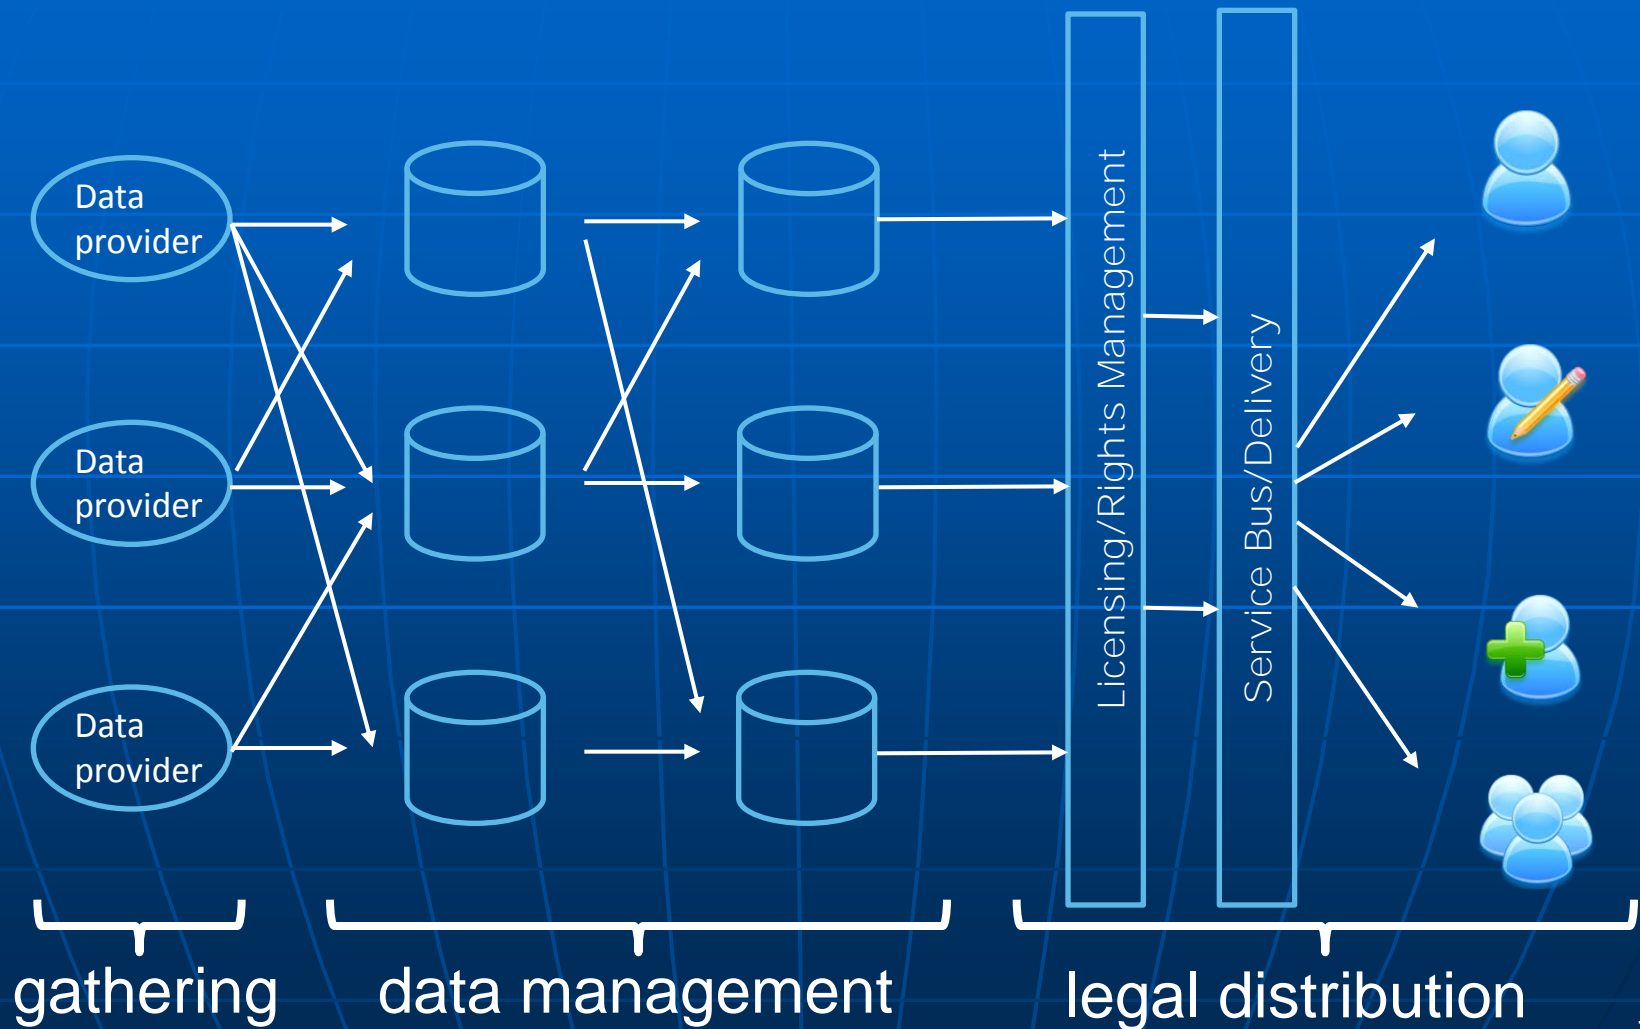 Data
provider
Data
provider
Data
provider
Licensing/Rights Management
Service Bus/Delivery
gathering
data management
legal distribution